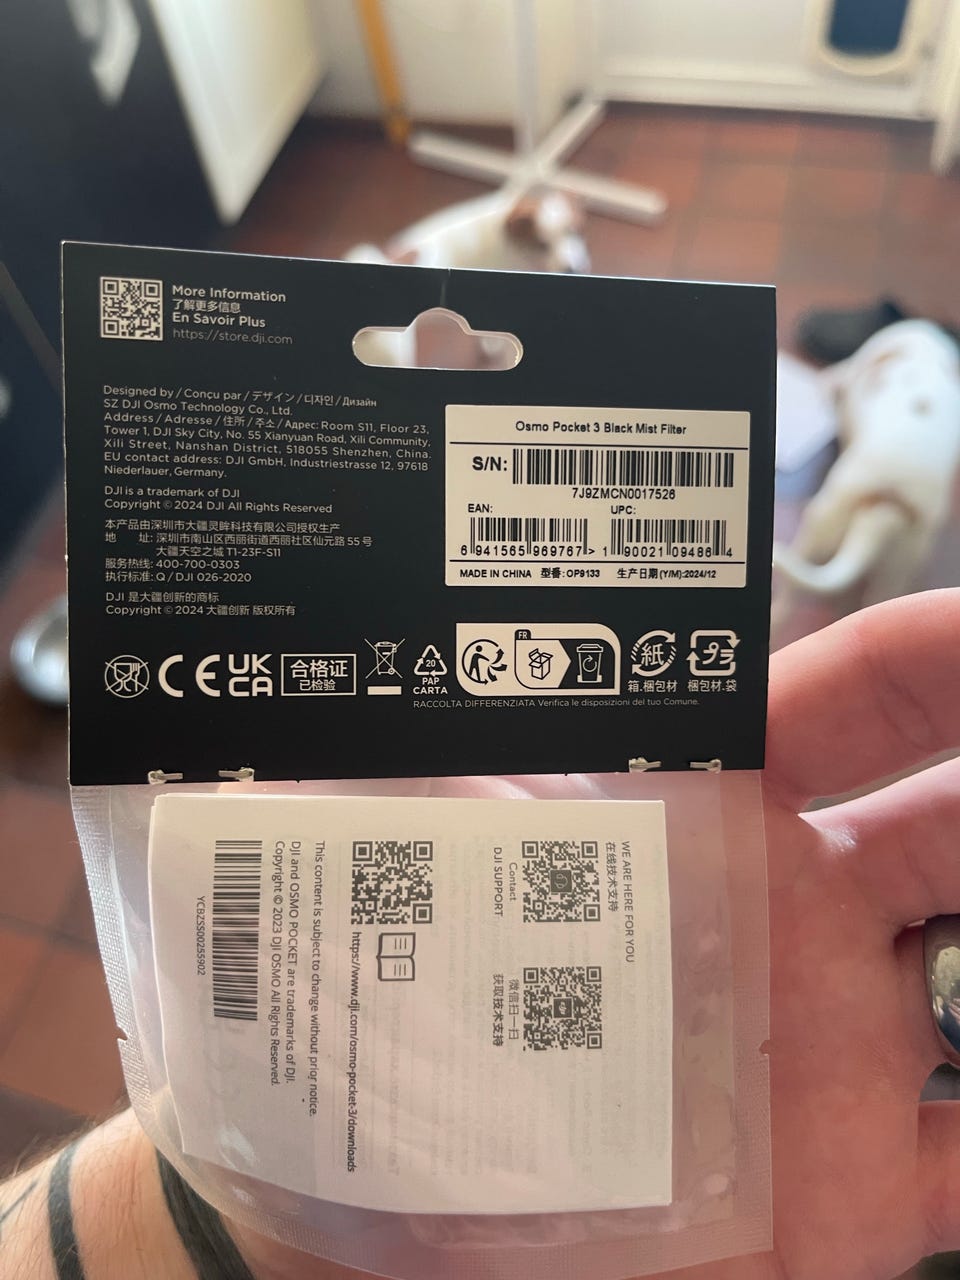 More Information
了解更多信息
En Savoir Plus
https://store.dji.com
Designed by / Conçu par / デザイン / 디자인 / Дизайн
SZ DJI Osmo Technology Co., Ltd.
Address / Adresse / 住所 / 주소 / Адрес: Room S11, Floor 23,
Tower 1, DJI Sky City, No. 55 Xianyuan Road, Xili Community,
Xili Street, Nanshan District, 518055 Shenzhen, China.
EU contact address: DJI GmbH, Industriestrasse 12, 97618
Niederlauer, Germany.
DJI is a trademark of DJI
Copyright © 2024 DJI All Rights Reserved
本产品由深圳市大疆灵眸科技有限公司授权生产
地 址: 深圳市南山区西丽街道西丽社区仙元路 55 号
大疆天空之城 T1-23F-S11
服务热线: 400-700-0303
执行标准: Q / DJI 026-2020
DJI 是大疆创新的商标
Copyright © 2024 大疆创新 版权所有
Osmo Pocket 3 Black Mist Filter
S/N:
7J9ZMCN0017526
EAN: UPC:
6 941565 969767 > 1 90021 09486 4
MADE IN CHINA 型番: OP9133 生产日期 (Y/M):2024/12
CE
UK
CA
合格证
已检验
20
PAP
CARTA
FR
紙
箱.梱包材
プラ
梱包材.袋
RACCOLTA DIFFERENZIATA Verifica le disposizioni del tuo Comune.
WE ARE HERE FOR YOU
在线技术支持
Contact
DJI SUPPORT
微信扫一扫
获取技术支持
https://www.dji.com/osmo-pocket-3/downloads
This content is subject to change without prior notice.
DJI and OSMO POCKET are trademarks of DJI.
Copyright © 2023 DJI OSMO All Rights Reserved.
YCBZSS00255902